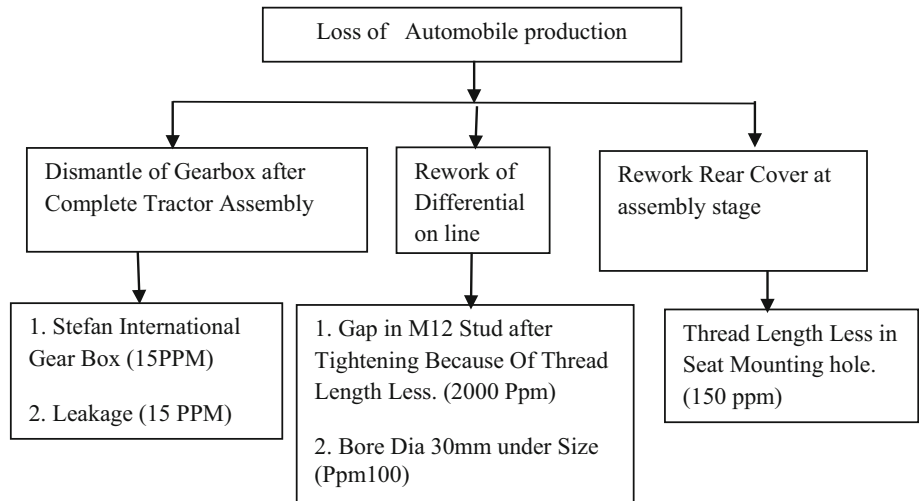 Loss of Automobile production
Dismantle of Gearbox after
Complete Tractor Assembly
Rework of
Differential
on line
Rework Rear Cover at
assembly stage
1. Stefan International
Gear Box (15PPM)
2. Leakage (15 PPM)
1. Gap in M12 Stud after
Tightening Because Of Thread
Length Less. (2000 Ppm)
2. Bore Dia 30mm under Size
(Ppm100)
Thread Length Less in
Seat Mounting hole.
(150 ppm)